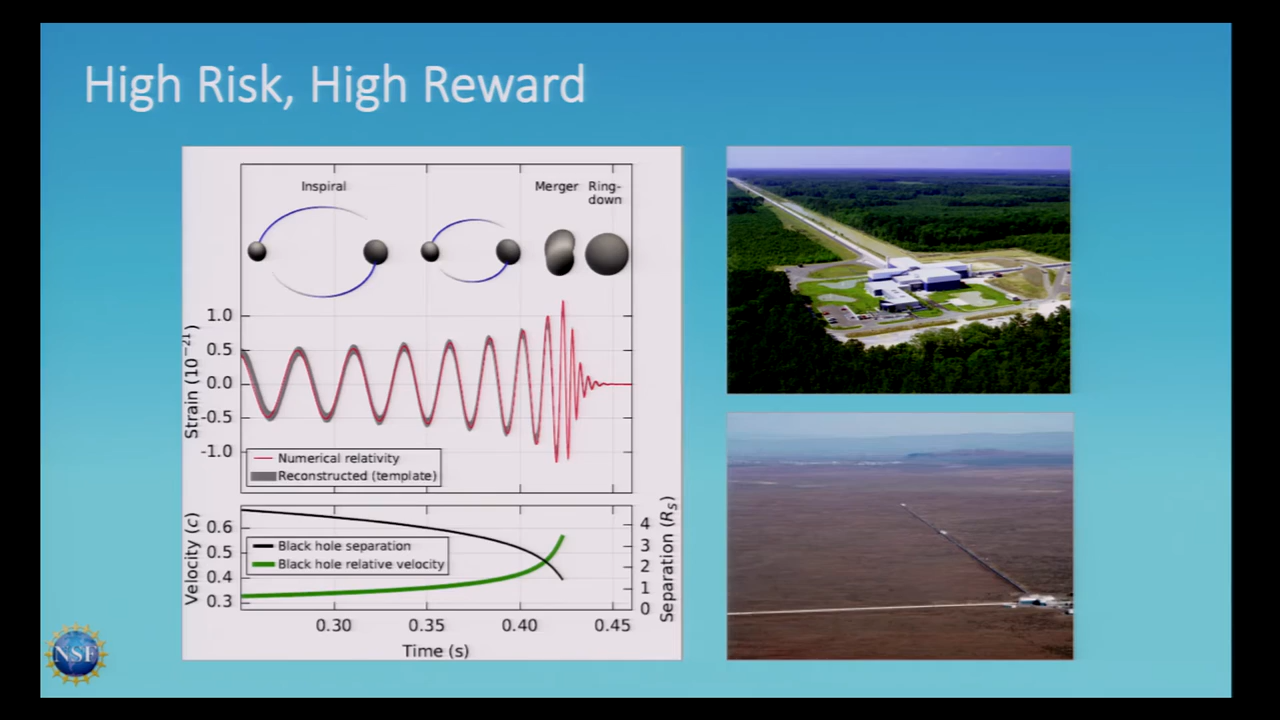 High Risk, High Reward
Inspiral
Merger
Ring-
down
Strain (10⁻²¹)
1.0
0.5
0.0
-0.5
-1.0
Numerical relativity
Reconstructed (template)
Velocity (c)
0.6
0.5
0.4
0.3
Black hole separation
Black hole relative velocity
4
3
2
1
0
Separation (R_S)
0.30 0.35 0.40 0.45
Time (s)
NSF